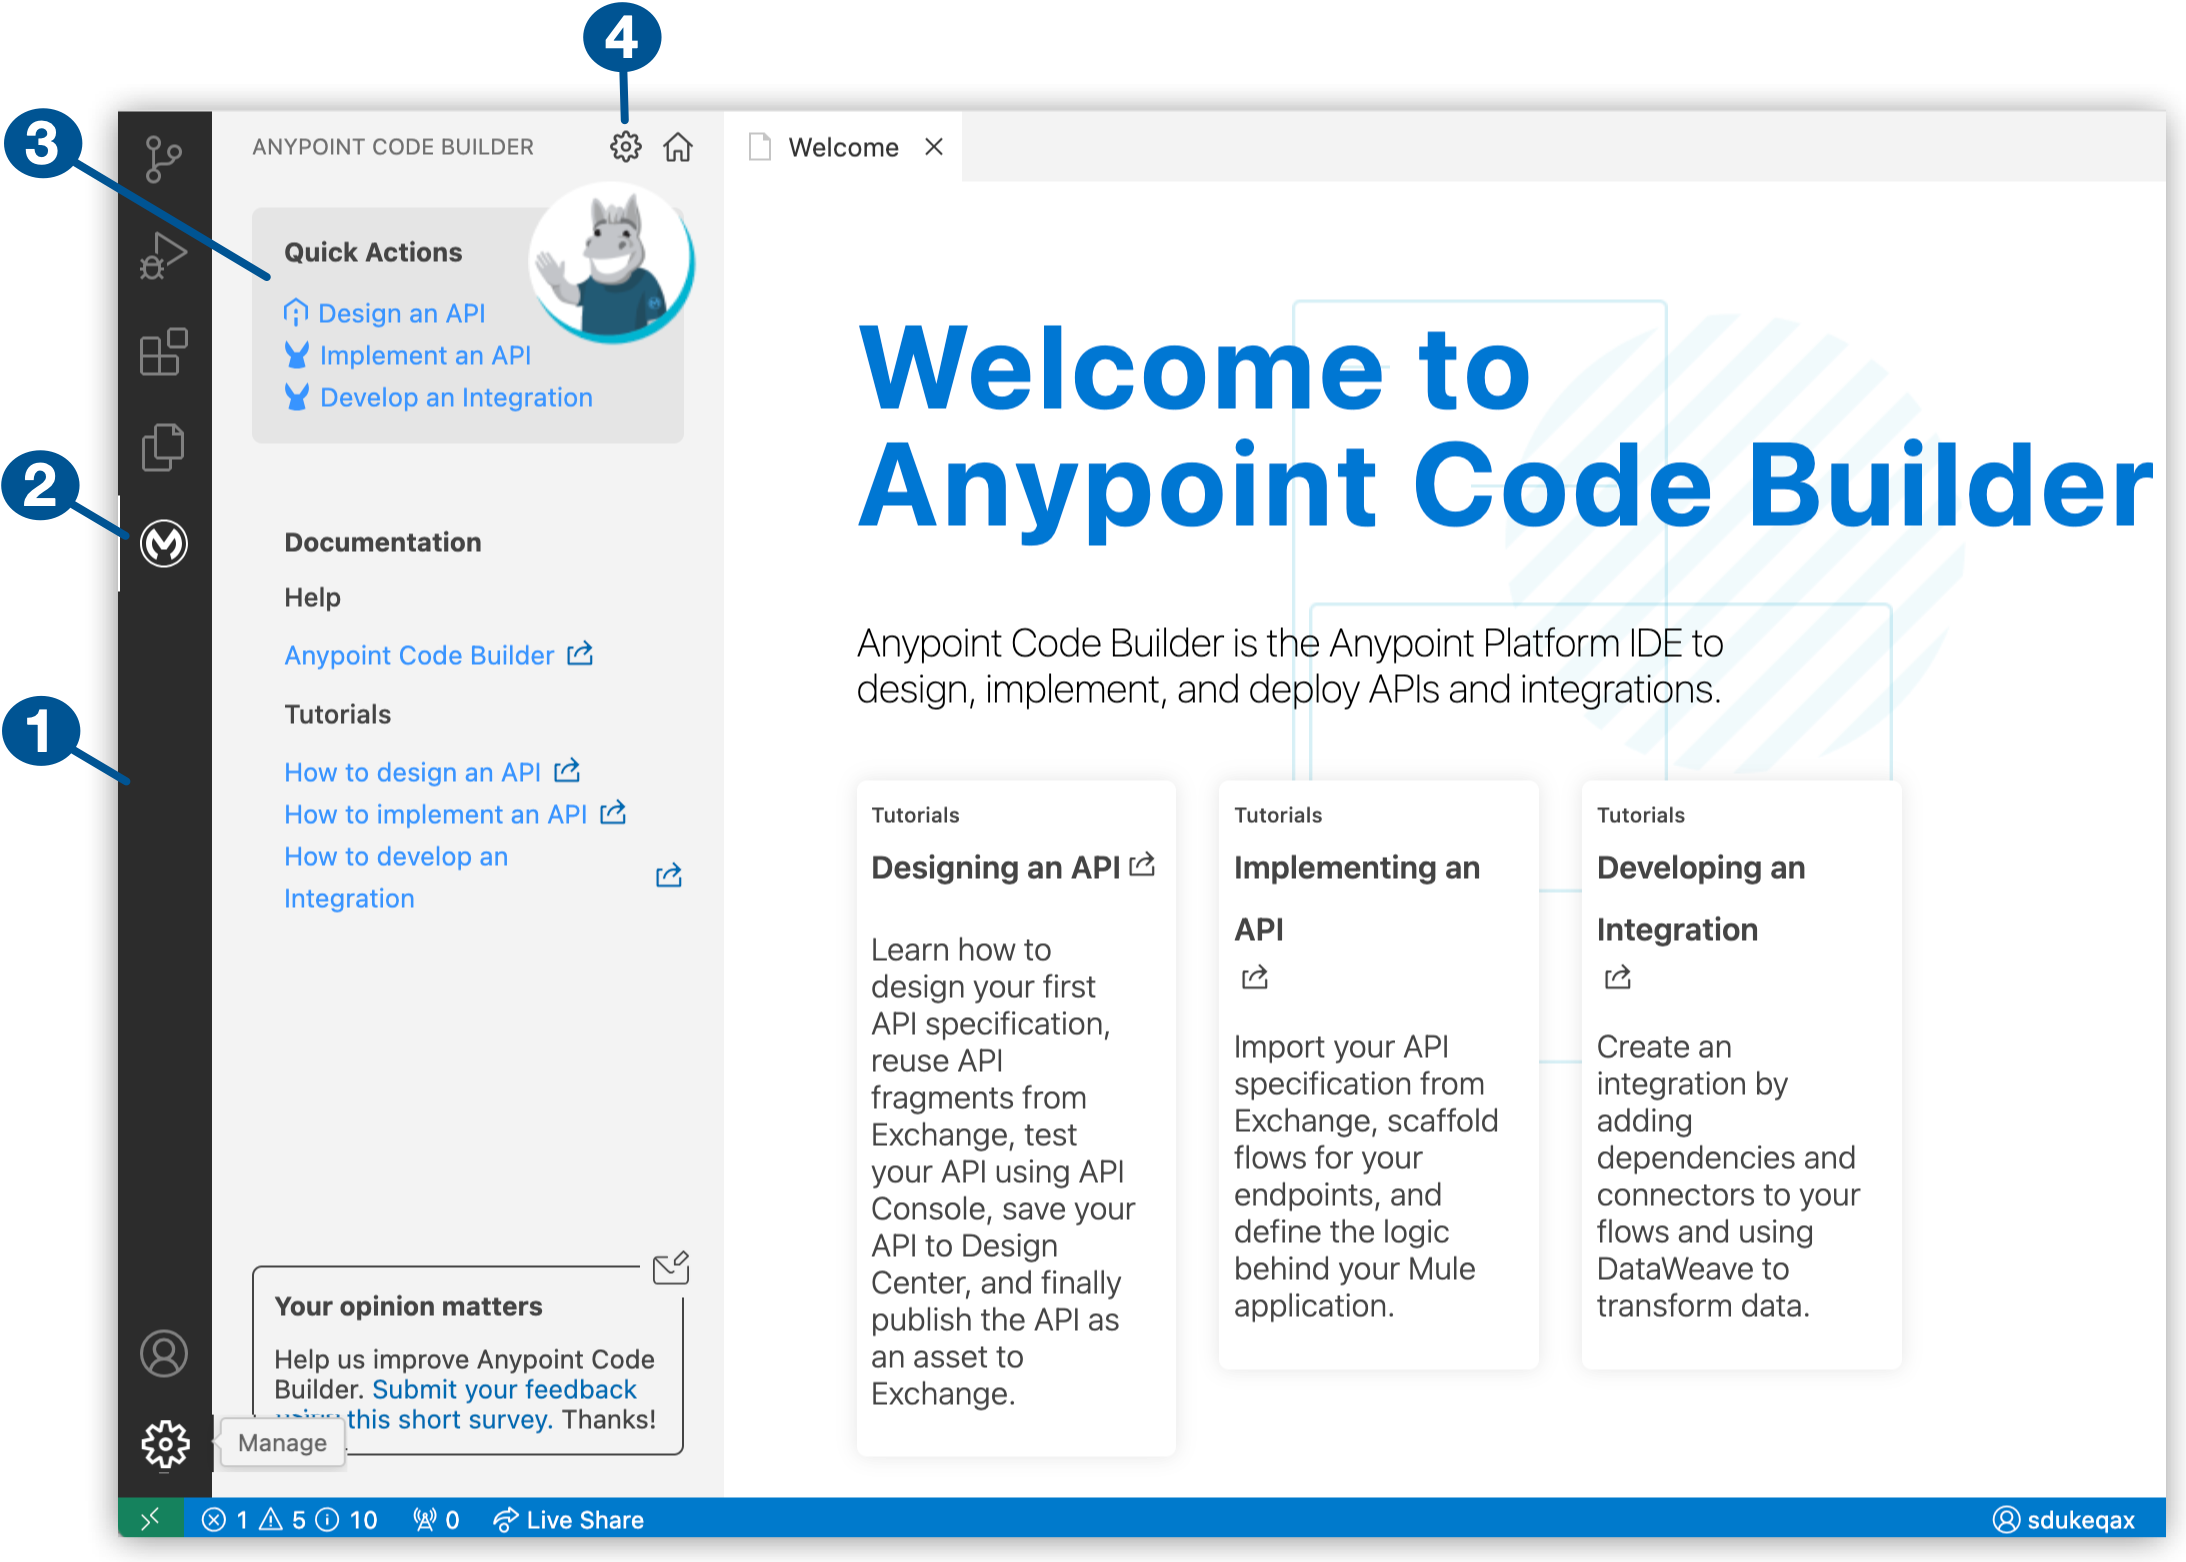 4
3
2
1
ANYPOINT CODE BUILDER
Quick Actions
Design an API
Implement an API
Develop an Integration
Documentation
Help
Anypoint Code Builder
Tutorials
How to design an API
How to implement an API
How to develop an
Integration
Your opinion matters
Help us improve Anypoint Code
Builder. Submit your feedback
this short survey. Thanks!
Manage
Welcome
Welcome to
Anypoint Code Builder
Anypoint Code Builder is the Anypoint Platform IDE to
design, implement, and deploy APIs and integrations.
Tutorials
Designing an API
Learn how to
design your first
API specification,
reuse API
fragments from
Exchange, test
your API using API
Console, save your
API to Design
Center, and finally
publish the API as
an asset to
Exchange.
Tutorials
Implementing an
API
Import your API
specification from
Exchange, scaffold
flows for your
endpoints, and
define the logic
behind your Mule
application.
Tutorials
Developing an
Integration
Create an
integration by
adding
dependencies and
connectors to your
flows and using
DataWeave to
transform data.
1 5 10 0 Live Share sdukeqax